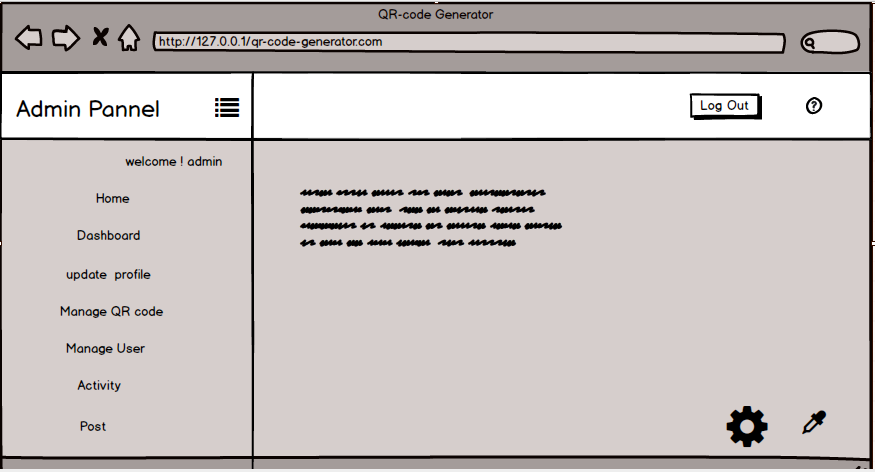 QR-code Generator
http://127.0.0.1/qr-code-generator.com
Admin Pannel
Log Out
?
welcome ! admin
Home
Dashboard
update profile
Manage QR code
Manage User
Activity
Post